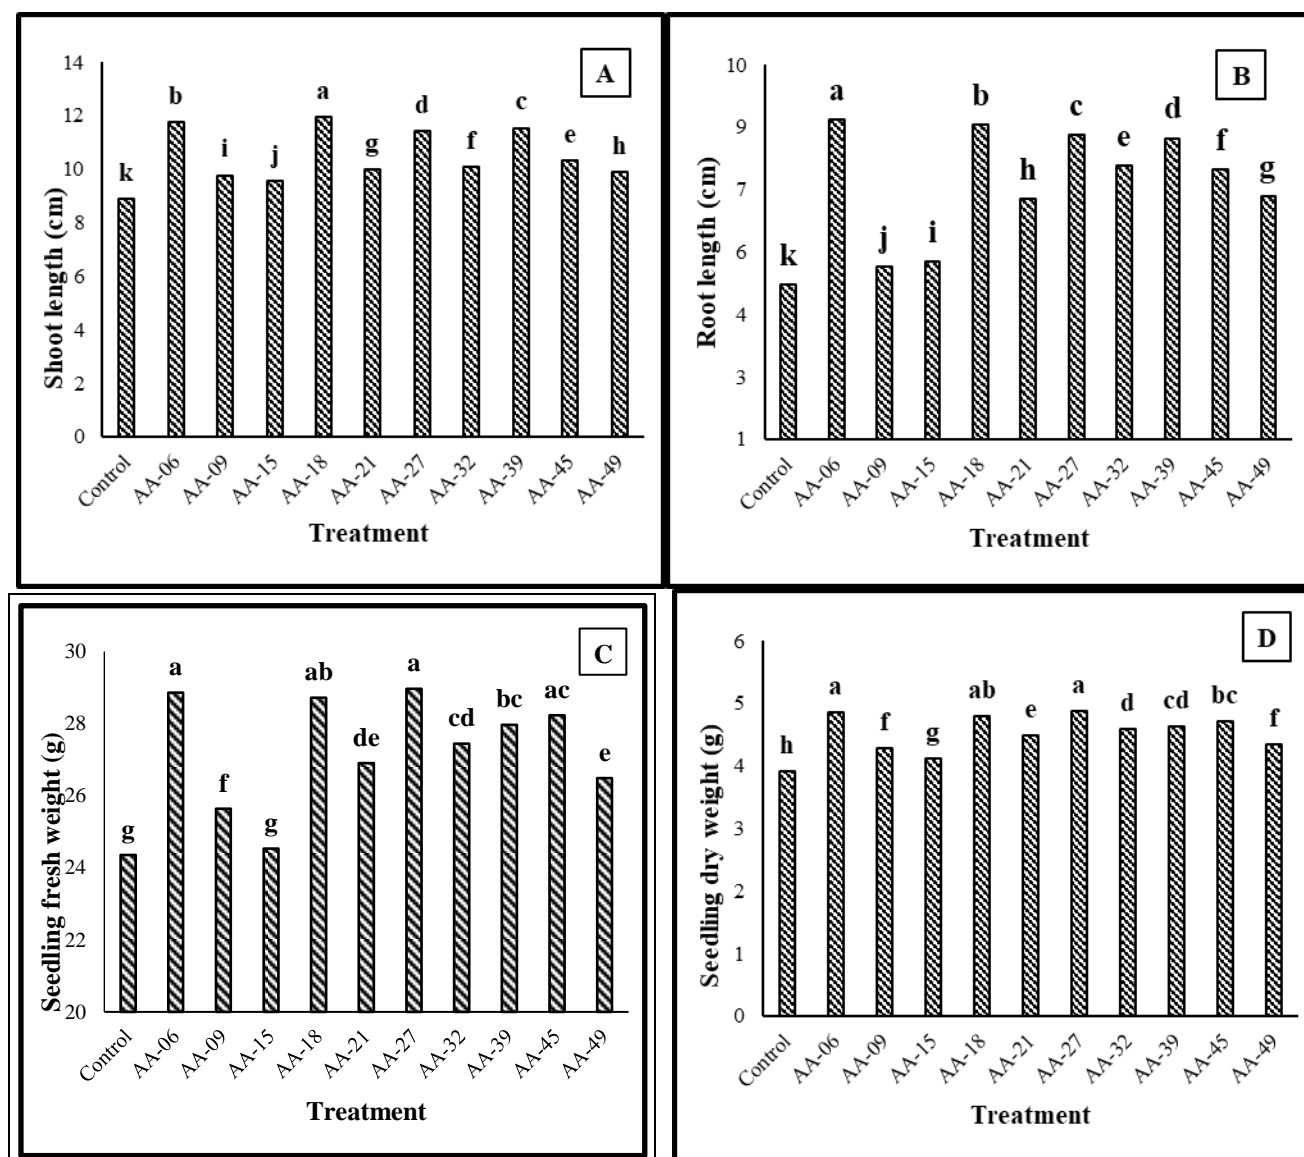 A
14
12
10
8
6
4
2
0
Shoot length (cm)
k b i j a g d f c e h
Control AA-06 AA-09 AA-15 AA-18 AA-21 AA-27 AA-32 AA-39 AA-45 AA-49
Treatment
B
10
9
7
6
4
3
1
Root length (cm)
k a j i b h c e d f g
Control AA-06 AA-09 AA-15 AA-18 AA-21 AA-27 AA-32 AA-39 AA-45 AA-49
Treatment
C
30
28
26
24
22
20
Seedling fresh weight (g)
g a f g ab de a cd bc ac e
Control AA-06 AA-09 AA-15 AA-18 AA-21 AA-27 AA-32 AA-39 AA-45 AA-49
Treatment
D
6
5
4
3
2
1
0
Seedling dry weight (g)
h a f g ab e a d cd bc f
Control AA-06 AA-09 AA-15 AA-18 AA-21 AA-27 AA-32 AA-39 AA-45 AA-49
Treatment